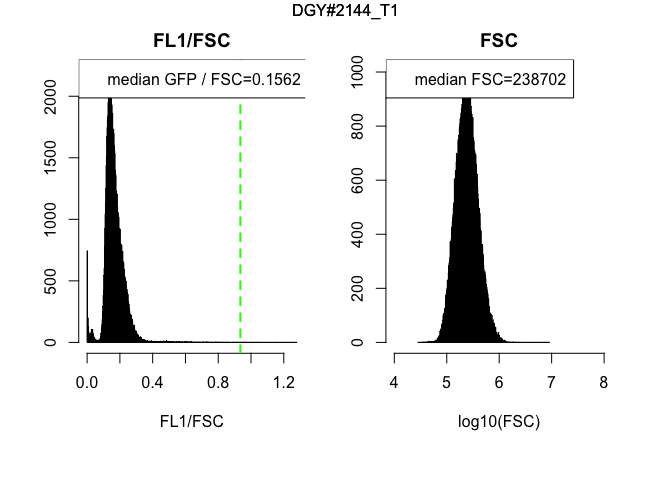 DGY#2144_T1
FL1/FSC
median GFP / FSC=0.1562
0
500
1000
1500
2000
0.0 0.4 0.8 1.2
FL1/FSC
FSC
median FSC=238702
0
200
400
600
800
1000
4 5 6 7 8
log10(FSC)